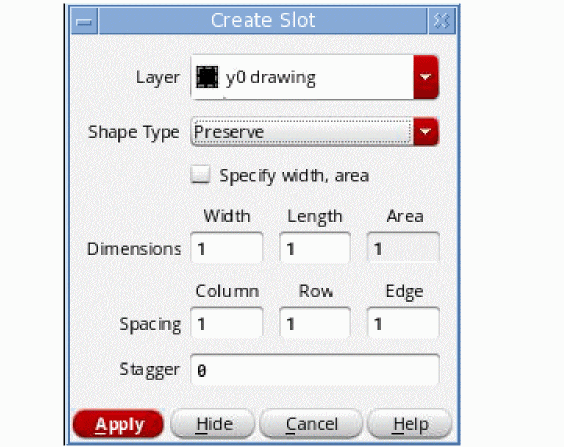 Create Slot
Layer y0 drawing
Shape Type Preserve
Specify width, area
Width Length Area
Dimensions 1 1 1
Column Row Edge
Spacing 1 1 1
Stagger 0
Apply Hide Cancel Help